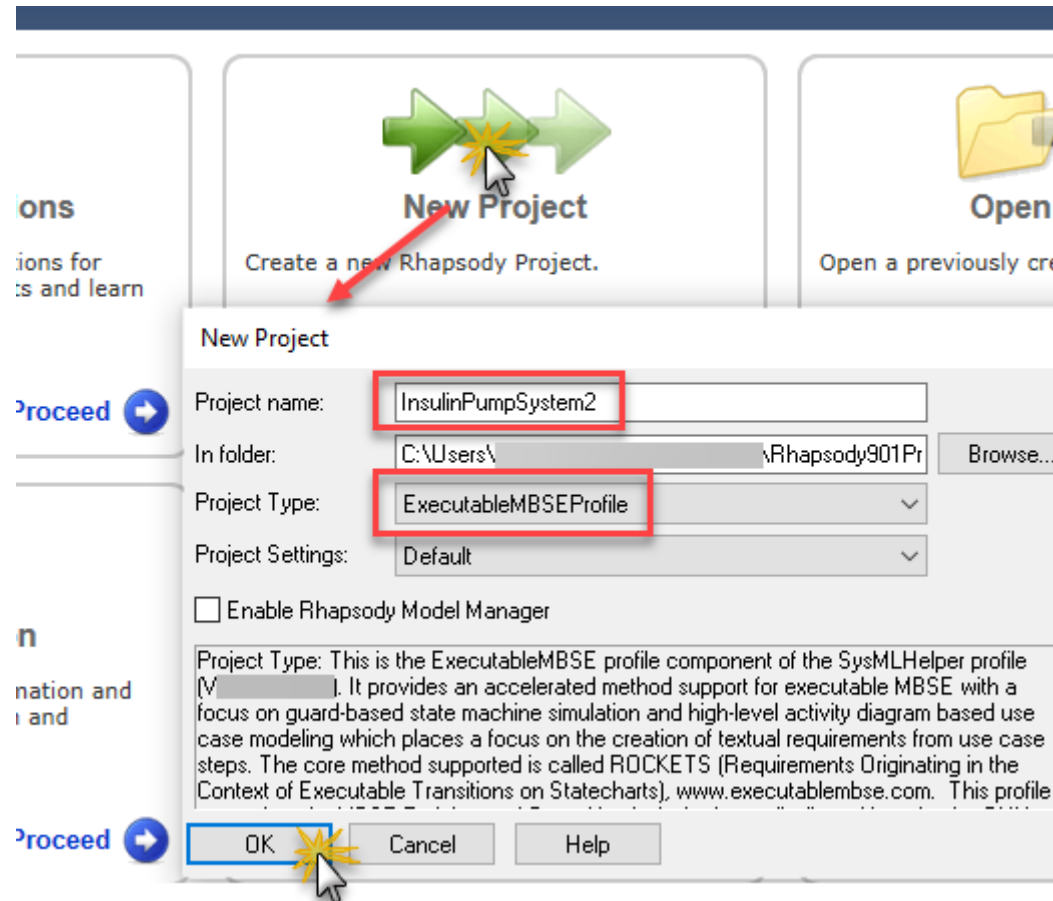 ions
tions for
ts and learn
Proceed
New Project
Create a new Rhapsody Project.
Open
Open a previously cre
New Project
Project name:
InsulinPumpSystem2
In folder:
C:\Users\ \Rhapsody901Pr
Browse...
Project Type:
ExecutableMBSEProfile
Project Settings:
Default
Enable Rhapsody Model Manager
Project Type: This is the ExecutableMBSE profile component of the SysMLHelper profile
(V ). It provides an accelerated method support for executable MBSE with a
focus on guard-based state machine simulation and high-level activity diagram based use
case modeling which places a focus on the creation of textual requirements from use case
steps. The core method supported is called ROCKETS (Requirements Originating in the
Context of Executable Transitions on Statecharts), www.executablembse.com. This profile
n
mation and
n and
Proceed
OK
Cancel
Help